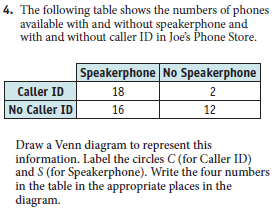 4. The following table shows the numbers of phones
available with and without speakerphone and
with and without caller ID in Joe's Phone Store.
Speakerphone No Speakerphone
Caller ID 18 2
No Caller ID 16 12
Draw a Venn diagram to represent this
information. Label the circles C (for Caller ID)
and S (for Speakerphone). Write the four numbers
in the table in the appropriate places in the
diagram.